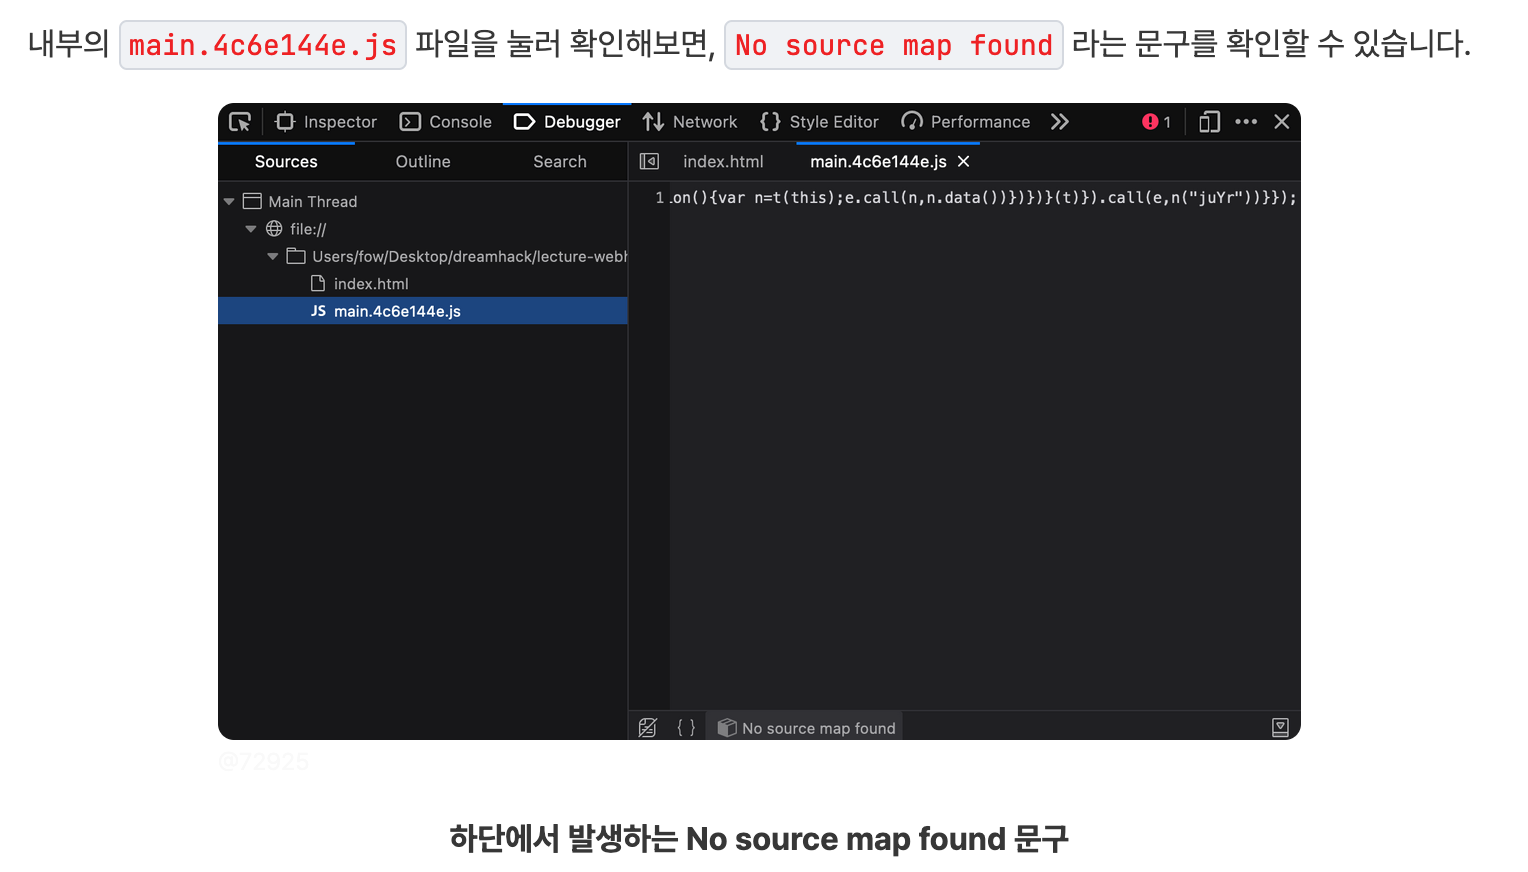 내부의 main.4c6e144e.js 파일을 눌러 확인해보면, No source map found 라는 문구를 확인할 수 있습니다.
Inspector Console Debugger Network {} Style Editor Performance 1
Sources Outline Search index.html main.4c6e144e.js
Main Thread
file://
Users/fow/Desktop/dreamhack/lecture-webh
index.html
JS main.4c6e144e.js
1 ion(){var n=t(this);e.call(n,n.data())})})}(t)}).call(e,n("juYr"))}});
{ } No source map found
@72925
하단에서 발생하는 No source map found 문구